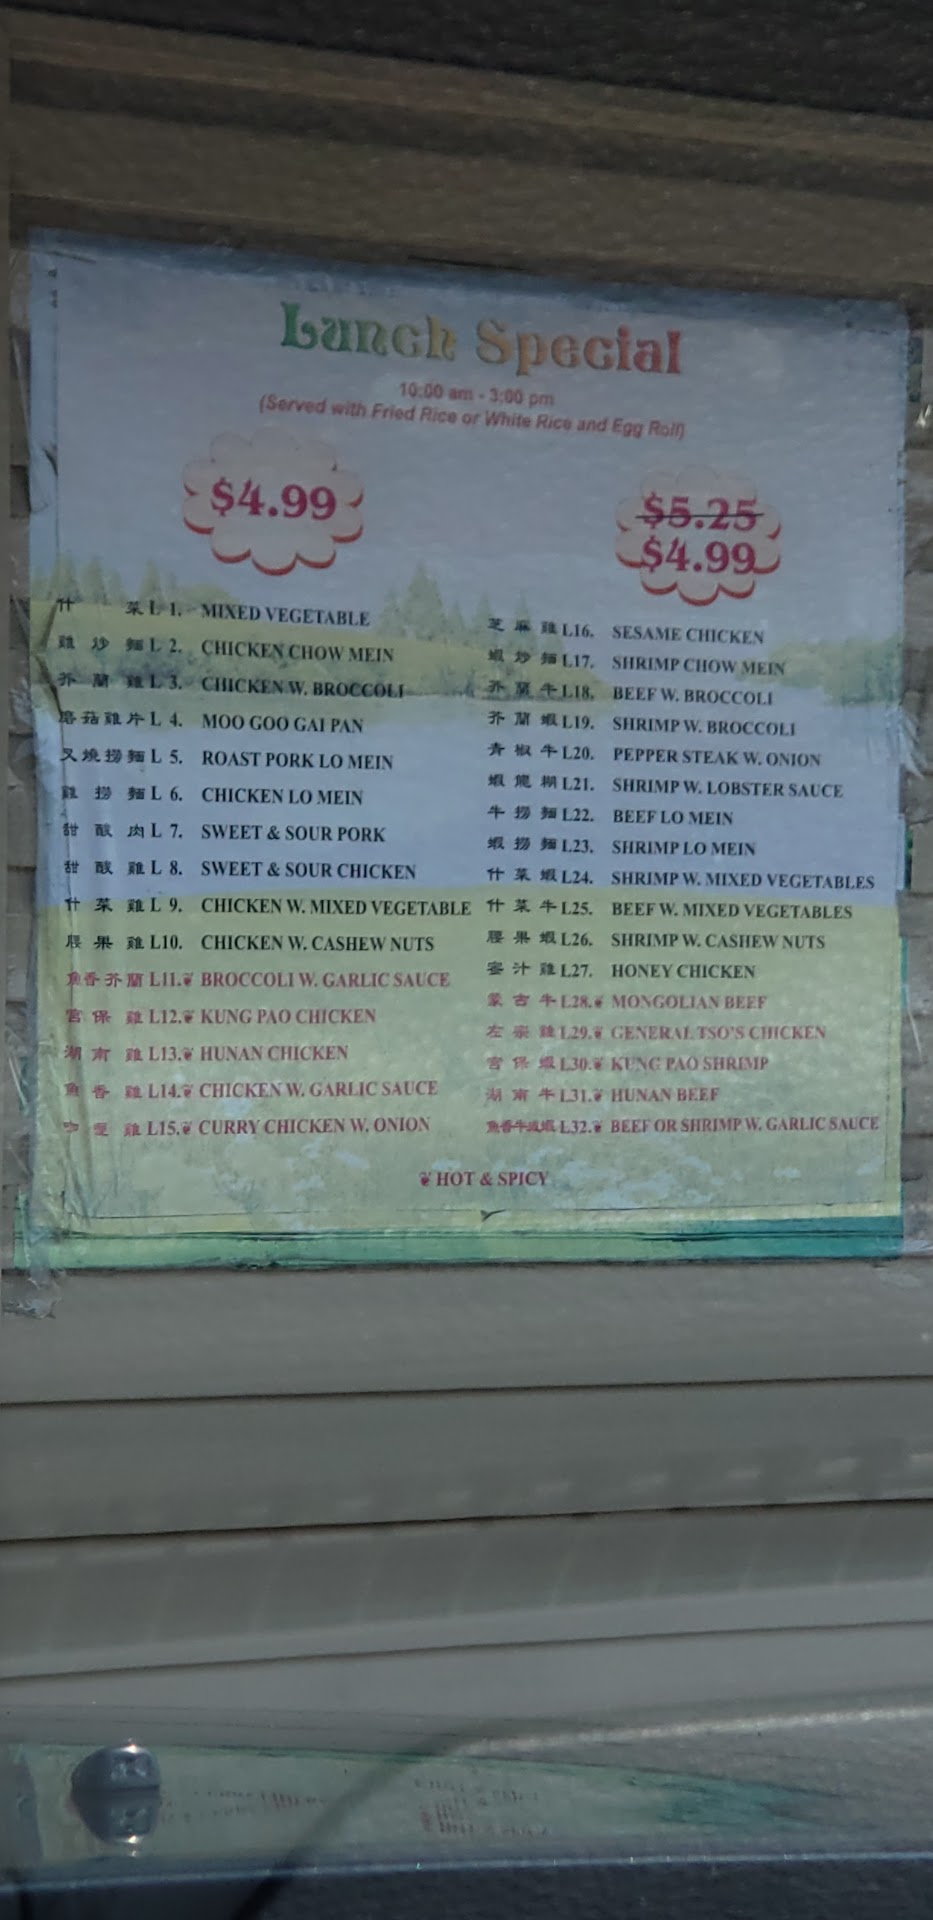 Lunch Special
10:00 am - 3:00 pm
(Served with Fried Rice or White Rice and Egg Roll)
$4.99
什 菜 L 1. MIXED VEGETABLE
雞 炒 麵 L 2. CHICKEN CHOW MEIN
芥 蘭 雞 L 3. CHICKEN W. BROCCOLI
蘑菇雞片 L 4. MOO GOO GAI PAN
叉燒撈麵 L 5. ROAST PORK LO MEIN
雞 撈 麵 L 6. CHICKEN LO MEIN
甜 酸 肉 L 7. SWEET & SOUR PORK
甜 酸 雞 L 8. SWEET & SOUR CHICKEN
什 菜 雞 L 9. CHICKEN W. MIXED VEGETABLE
腰 果 雞 L10. CHICKEN W. CASHEW NUTS
魚香芥蘭 L11. BROCCOLI W. GARLIC SAUCE
宮 保 雞 L12. KUNG PAO CHICKEN
湖 南 雞 L13. HUNAN CHICKEN
魚 香 雞 L14. CHICKEN W. GARLIC SAUCE
咖 喱 雞 L15. CURRY CHICKEN W. ONION
$5.25
$4.99
芝 麻 雞 L16. SESAME CHICKEN
蝦 炒 麵 L17. SHRIMP CHOW MEIN
芥 蘭 牛 L18. BEEF W. BROCCOLI
芥 蘭 蝦 L19. SHRIMP W. BROCCOLI
青 椒 牛 L20. PEPPER STEAK W. ONION
蝦 龍 糊 L21. SHRIMP W. LOBSTER SAUCE
牛 撈 麵 L22. BEEF LO MEIN
蝦 撈 麵 L23. SHRIMP LO MEIN
什 菜 蝦 L24. SHRIMP W. MIXED VEGETABLES
什 菜 牛 L25. BEEF W. MIXED VEGETABLES
腰 果 蝦 L26. SHRIMP W. CASHEW NUTS
蜜 汁 雞 L27. HONEY CHICKEN
蒙 古 牛 L28. MONGOLIAN BEEF
左 宗 雞 L29. GENERAL TSO'S CHICKEN
宮 保 蝦 L30. KUNG PAO SHRIMP
湖 南 牛 L31. HUNAN BEEF
魚香牛或蝦 L32. BEEF OR SHRIMP W. GARLIC SAUCE
HOT & SPICY